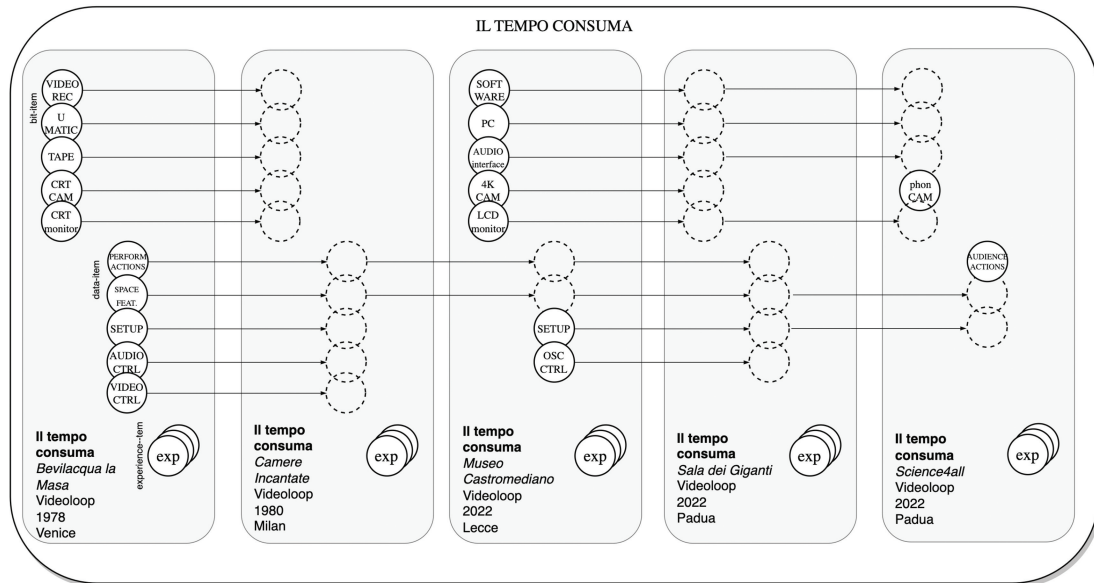 IL TEMPO CONSUMA
bit-item
VIDEO
REC
U
MATIC
TAPE
CRT
CAM
CRT
monitor
SOFT
WARE
PC
AUDIO
interface
4K
CAM
LCD
monitor
phon
CAM
data-item
PERFORM
ACTIONS
SPACE
FEAT.
SETUP
AUDIO
CTRL
VIDEO
CTRL
SETUP
OSC
CTRL
AUDIENCE
ACTIONS
experience--tem
Il tempo
consuma
Bevilacqua la
Masa
Videoloop
1978
Venice
exp
Il tempo
consuma
Camere
Incantate
Videoloop
1980
Milan
exp
Il tempo
consuma
Museo
Castromediano
Videoloop
2022
Lecce
exp
Il tempo
consuma
Sala dei Giganti
Videoloop
2022
Padua
exp
Il tempo
consuma
Science4all
Videoloop
2022
Padua
exp